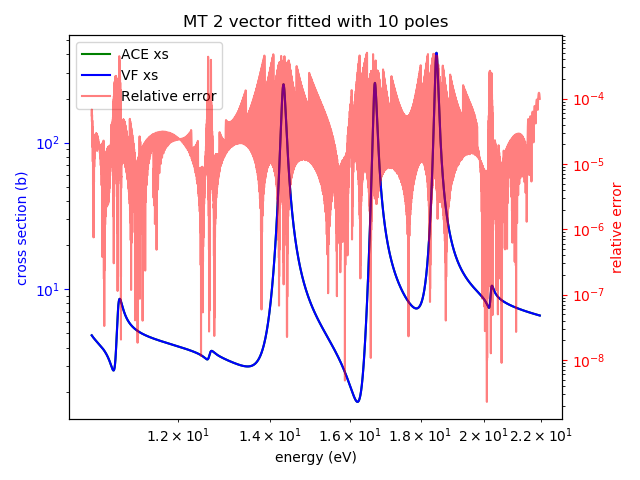 MT 2 vector fitted with 10 poles
ACE xs
VF xs
Relative error
10²
10¹
cross section (b)
10⁻⁴
10⁻⁵
10⁻⁶
10⁻⁷
10⁻⁸
relative error
1.2 × 10¹ 1.4 × 10¹ 1.6 × 10¹ 1.8 × 10¹ 2 × 10¹ 2.2 × 10¹
energy (eV)